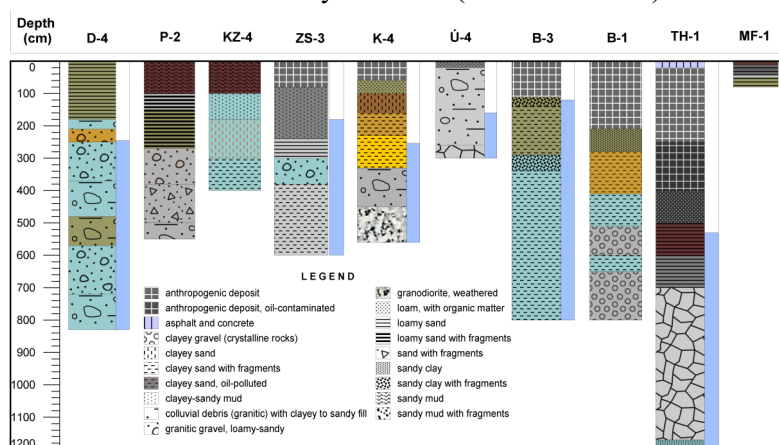 Depth
(cm)
D-4 P-2 KZ-4 ZS-3 K-4 Ú-4 B-3 B-1 TH-1 MF-1
0
100
200
300
400
500
600
700
800
900
1000
1100
1200
LEGEND
anthropogenic deposit
anthropogenic deposit, oil-contaminated
asphalt and concrete
clayey gravel (crystalline rocks)
clayey sand
clayey sand with fragments
clayey sand, oil-polluted
clayey-sandy mud
colluvial debris (granitic) with clayey to sandy fill
granitic gravel, loamy-sandy
granodiorite, weathered
loam, with organic matter
loamy sand
loamy sand with fragments
sand with fragments
sandy clay
sandy clay with fragments
sandy mud
sandy mud with fragments